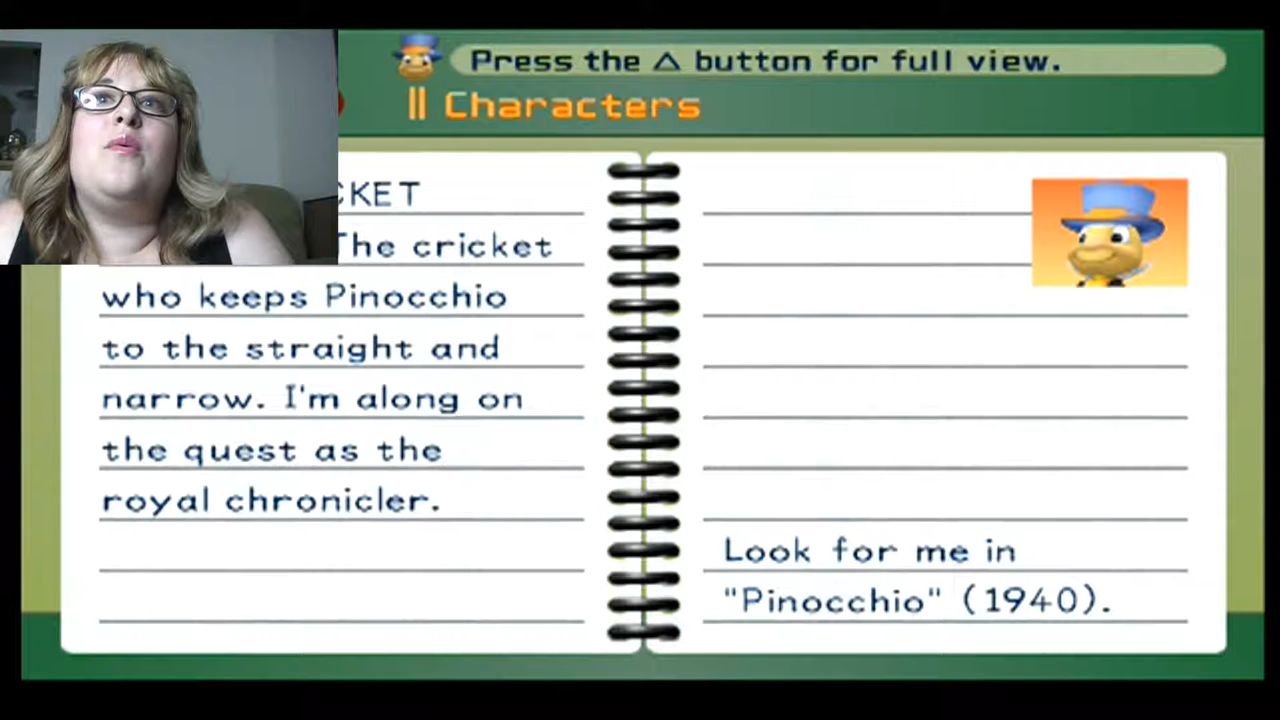 Press the △ button for full view.
Characters
CKET
The cricket
who keeps Pinocchio
to the straight and
narrow. I'm along on
the quest as the
royal chronicler.
Look for me in
"Pinocchio" (1940).